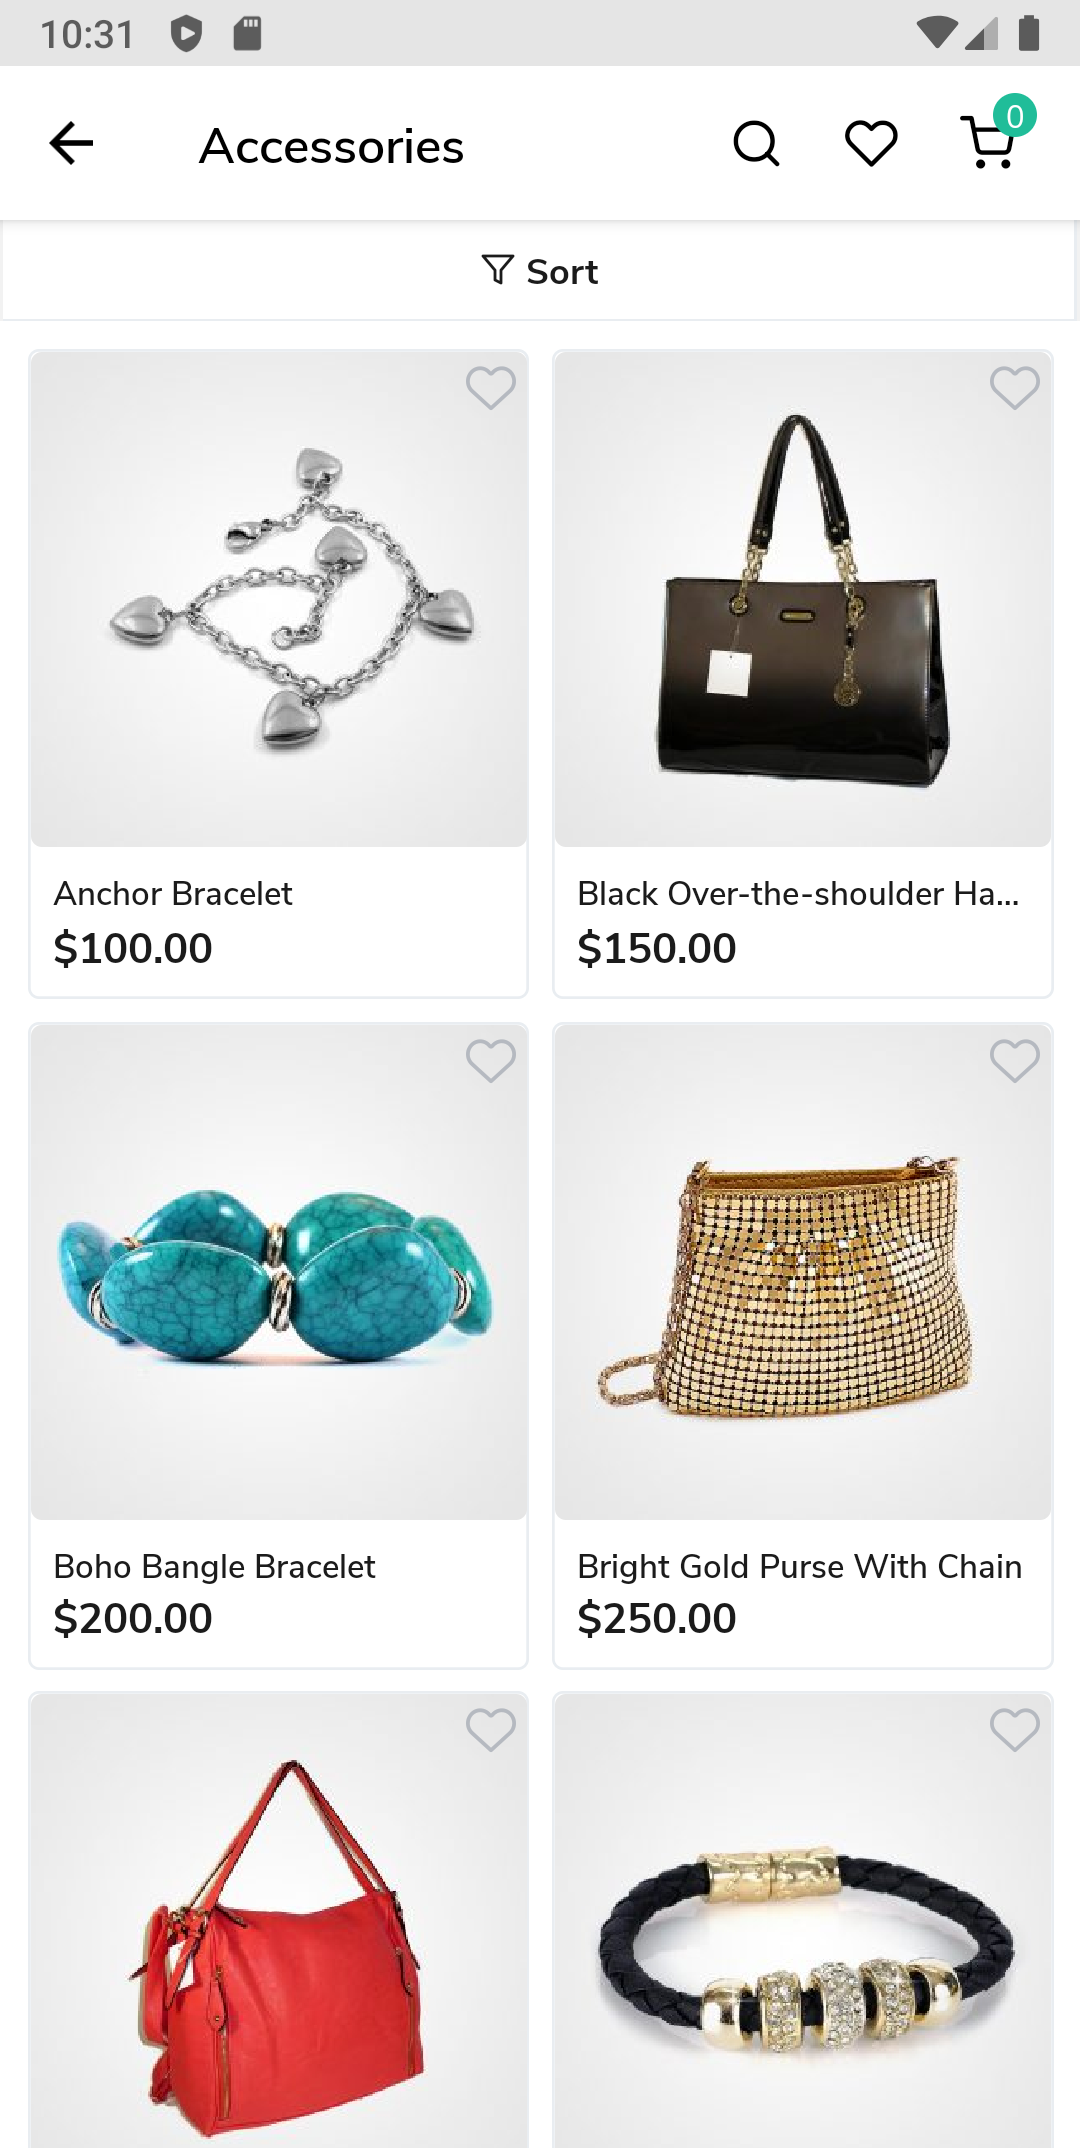 10:31
Accessories
0
Sort
Anchor Bracelet
$100.00
Black Over-the-shoulder Ha...
$150.00
Boho Bangle Bracelet
$200.00
Bright Gold Purse With Chain
$250.00